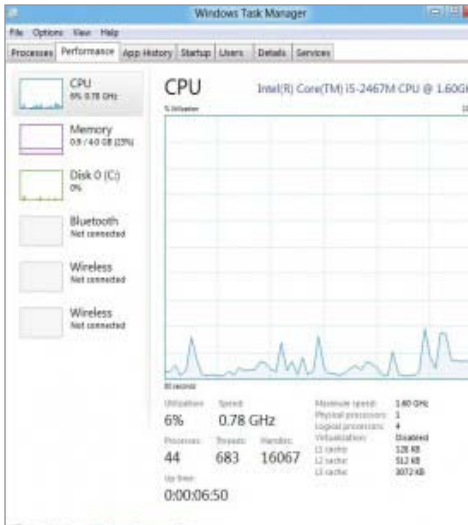 Windows Task Manager
File Options View Help
Processes Performance App History Startup Users Details Services
CPU
6% 0.78 GHz
Memory
0.9 / 4.0 GB (23%)
Disk 0 (C:)
0%
Bluetooth
Not connected
Wireless
Not connected
Wireless
Not connected
CPU Intel(R) Core(TM) i5-2467M CPU @ 1.60G
% Utilization
60 seconds
Utilization: Speed:
6% 0.78 GHz
Processes: Threads: Handles:
44 683 16067
Up time:
0:00:06:50
Maximum speed: 1.60 GHz
Physical processors: 1
Logical processors: 4
Virtualization: Disabled
L1 cache: 128 KB
L2 cache: 512 KB
L3 cache: 3072 KB